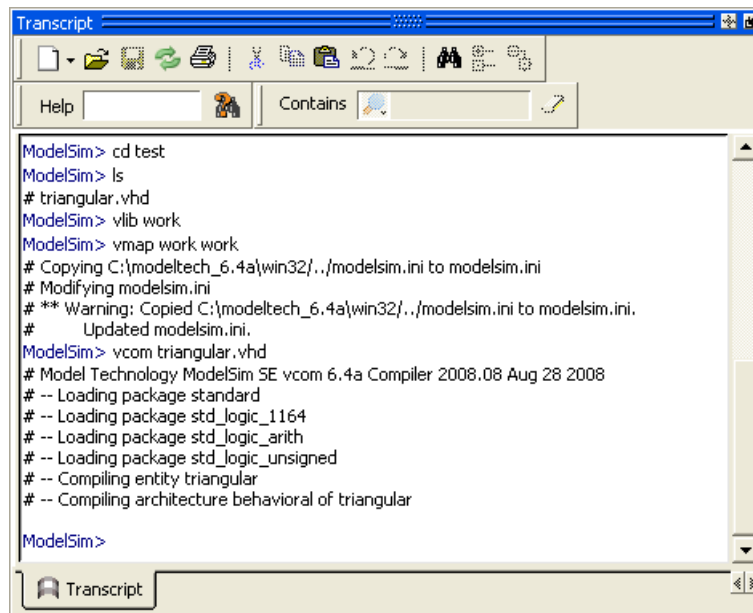 Transcript
Help
Contains
ModelSim> cd test
ModelSim> ls
# triangular.vhd
ModelSim> vlib work
ModelSim> vmap work work
# Copying C:\modeltech_6.4a\win32/../modelsim.ini to modelsim.ini
# Modifying modelsim.ini
# ** Warning: Copied C:\modeltech_6.4a\win32/../modelsim.ini to modelsim.ini.
#         Updated modelsim.ini.
ModelSim> vcom triangular.vhd
# Model Technology ModelSim SE vcom 6.4a Compiler 2008.08 Aug 28 2008
# -- Loading package standard
# -- Loading package std_logic_1164
# -- Loading package std_logic_arith
# -- Loading package std_logic_unsigned
# -- Compiling entity triangular
# -- Compiling architecture behavioral of triangular
ModelSim>
Transcript